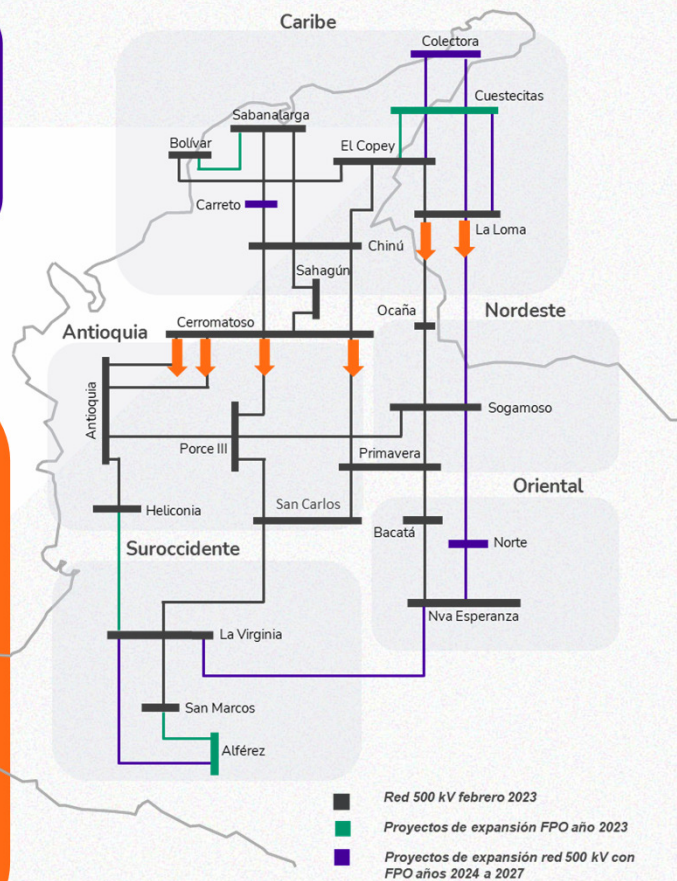 Caribe
Colectora
Cuestecitas
Sabanalarga
Bolívar
El Copey
Carreto
La Loma
Chinú
Sahagún
Ocaña
Nordeste
Cerromatoso
Antioquia
Antioquia
Sogamoso
Porce III
Primavera
Oriental
San Carlos
Heliconia
Bacatá
Norte
Suroccidente
Nva Esperanza
La Virginia
San Marcos
Alférez
Red 500 kV febrero 2023
Proyectos de expansión FPO año 2023
Proyectos de expansión red 500 kV con
FPO años 2024 a 2027